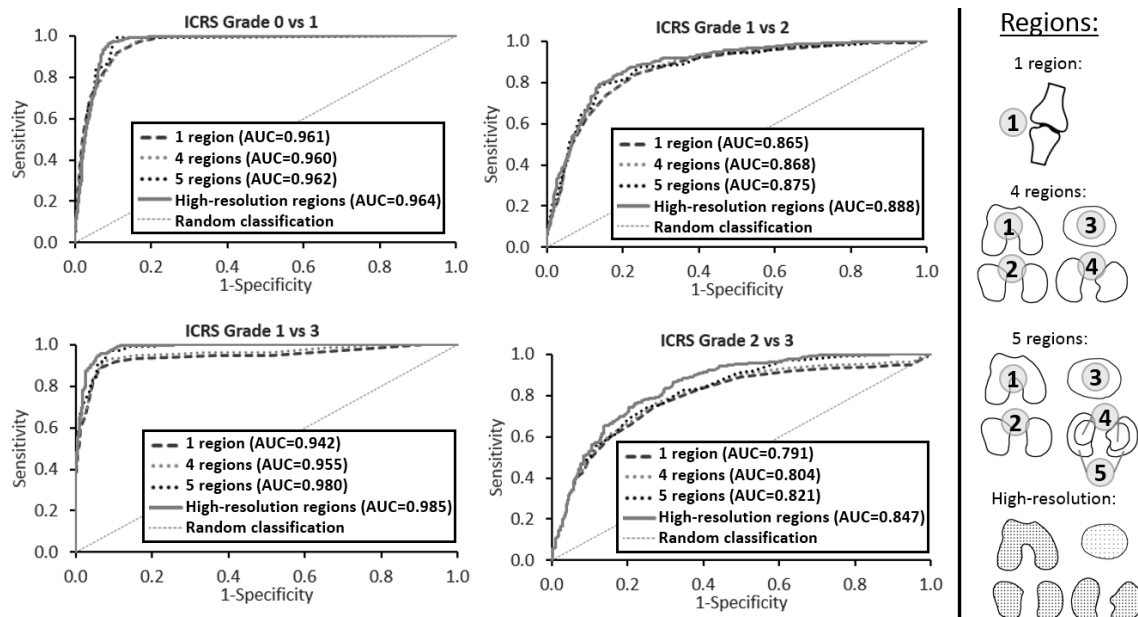 ICRS Grade 0 vs 1
1.0
0.8
0.6
0.4
0.2
0.0
Sensitivity
1 region (AUC=0.961)
4 regions (AUC=0.960)
5 regions (AUC=0.962)
High-resolution regions (AUC=0.964)
Random classification
0.0 0.2 0.4 0.6 0.8 1.0
1-Specificity
ICRS Grade 1 vs 2
1.0
0.8
0.6
0.4
0.2
0.0
Sensitivity
1 region (AUC=0.865)
4 regions (AUC=0.868)
5 regions (AUC=0.875)
High-resolution regions (AUC=0.888)
Random classification
0.0 0.2 0.4 0.6 0.8 1.0
1-Specificity
ICRS Grade 1 vs 3
1.0
0.8
0.6
0.4
0.2
0.0
Sensitivity
1 region (AUC=0.942)
4 regions (AUC=0.955)
5 regions (AUC=0.980)
High-resolution regions (AUC=0.985)
Random classification
0.0 0.2 0.4 0.6 0.8 1.0
1-Specificity
ICRS Grade 2 vs 3
1.0
0.8
0.6
0.4
0.2
0.0
Sensitivity
1 region (AUC=0.791)
4 regions (AUC=0.804)
5 regions (AUC=0.821)
High-resolution regions (AUC=0.847)
Random classification
0.0 0.2 0.4 0.6 0.8 1.0
1-Specificity
Regions:
1 region:
1
4 regions:
1 3
2 4
5 regions:
1 3
2 4
5
High-resolution: